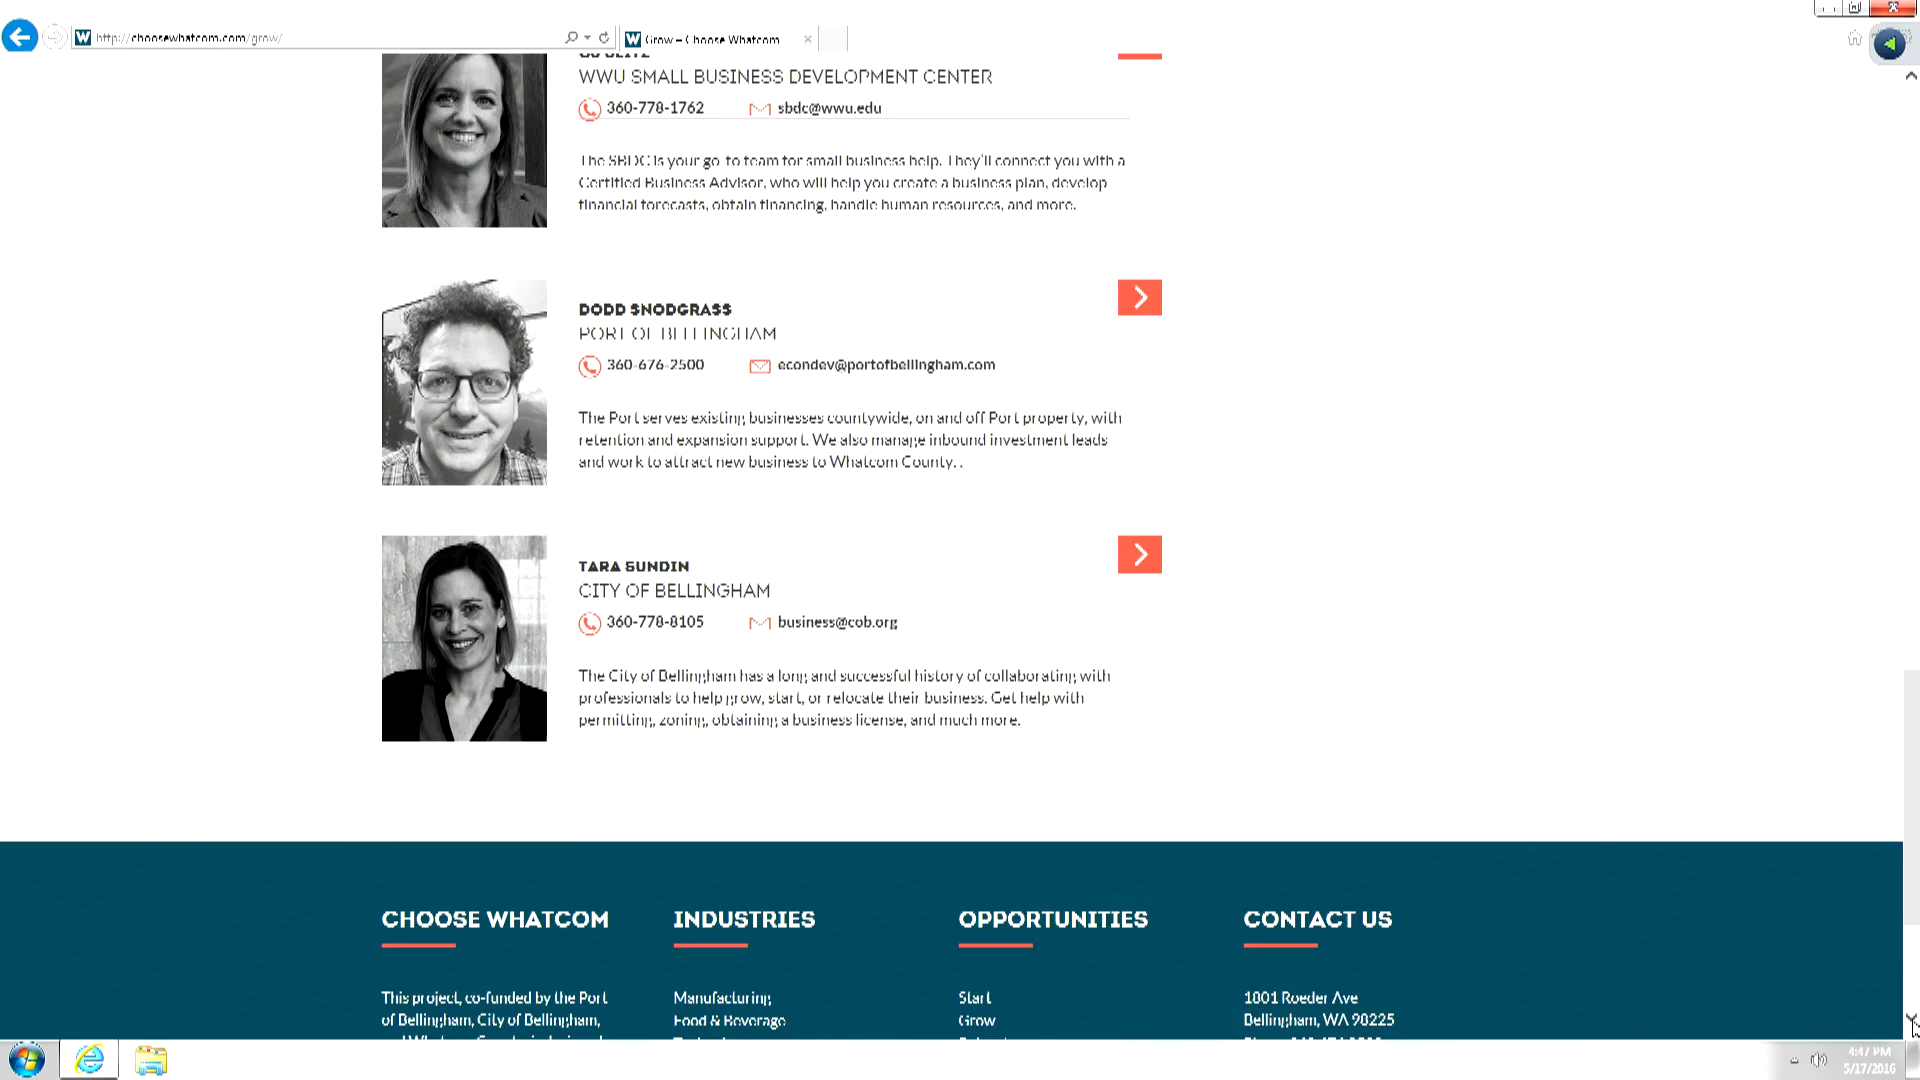 http://choosewhatcom.com/grow/
Grow – Choose Whatcom
WWU SMALL BUSINESS DEVELOPMENT CENTER
360-778-1762 sbdc@wwu.edu
The SBDC is your go-to team for small business help. They'll connect you with a
Certified Business Advisor, who will help you create a business plan, develop
financial forecasts, obtain financing, handle human resources, and more.
DODD SNODGRASS
PORT OF BELLINGHAM
360-676-2500 econdev@portofbellingham.com
The Port serves existing businesses countywide, on and off Port property, with
retention and expansion support. We also manage inbound investment leads
and work to attract new business to Whatcom County. .
TARA SUNDIN
CITY OF BELLINGHAM
360-778-8105 business@cob.org
The City of Bellingham has a long and successful history of collaborating with
professionals to help grow, start, or relocate their business. Get help with
permitting, zoning, obtaining a business license, and much more.
CHOOSE WHATCOM
This project, co-funded by the Port
of Bellingham, City of Bellingham,
INDUSTRIES
Manufacturing
Food & Beverage
OPPORTUNITIES
Start
Grow
CONTACT US
1801 Roeder Ave
Bellingham, WA 98225
4:47 PM
5/17/2016